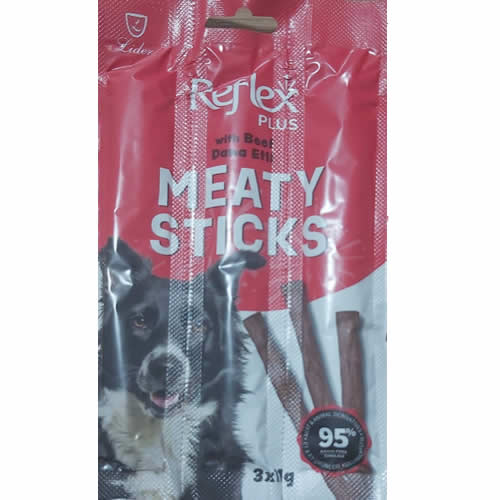 Lider
Reflex
PLUS
with Beef
Dana Etli
MEATY
STICKS
95%
3x11g